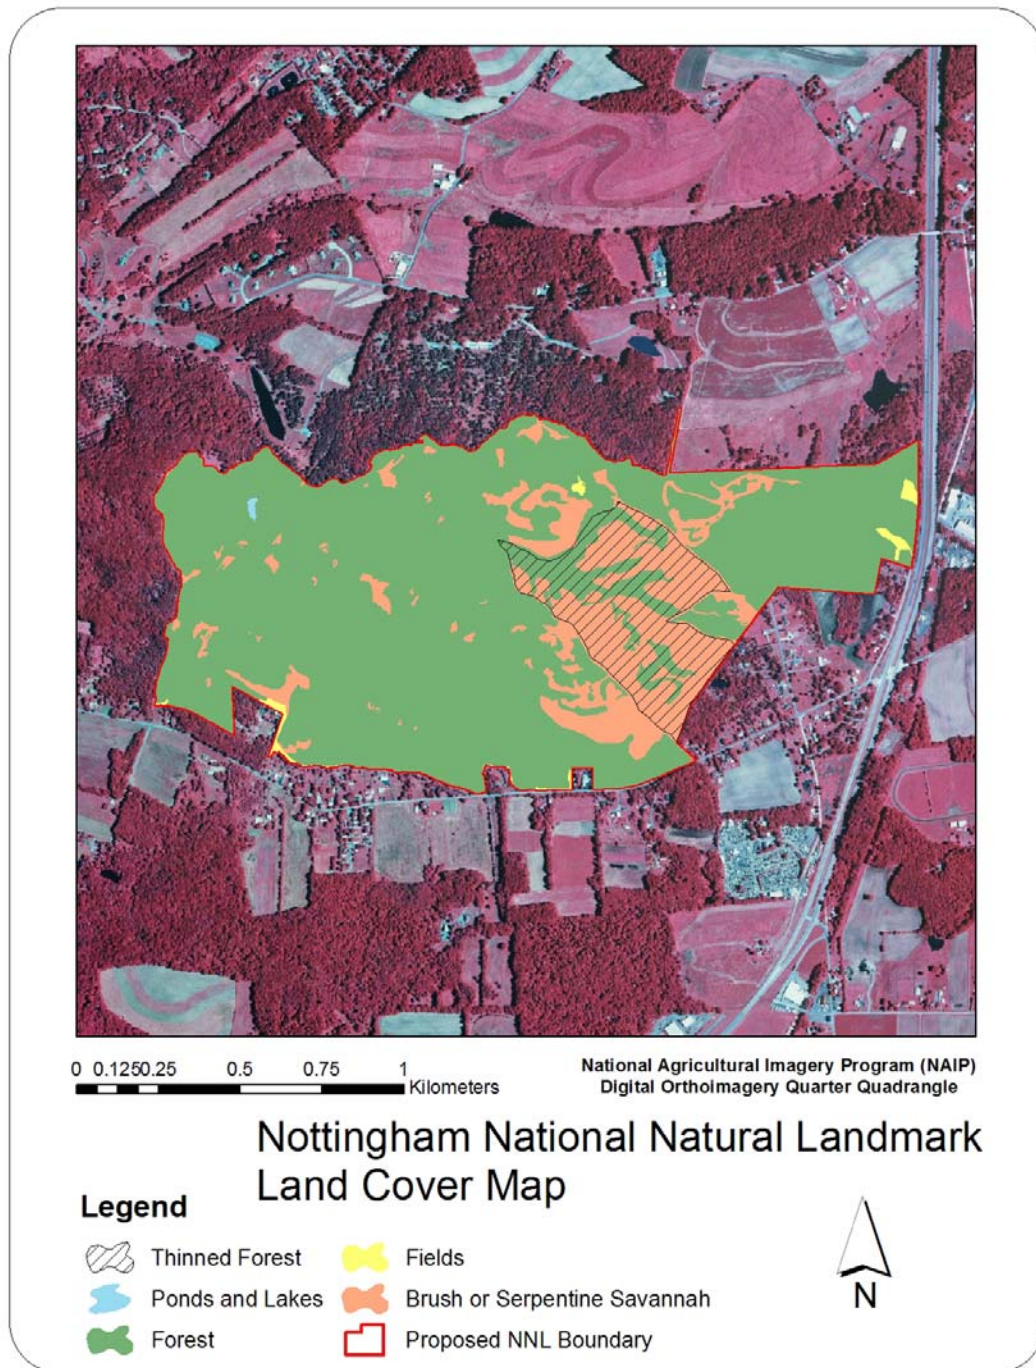 0 0.1250.25 0.5 0.75 1
Kilometers
National Agricultural Imagery Program (NAIP)
Digital Orthoimagery Quarter Quadrangle
Nottingham National Natural Landmark
Land Cover Map
Legend
Thinned Forest
Ponds and Lakes
Forest
Fields
Brush or Serpentine Savannah
Proposed NNL Boundary
N